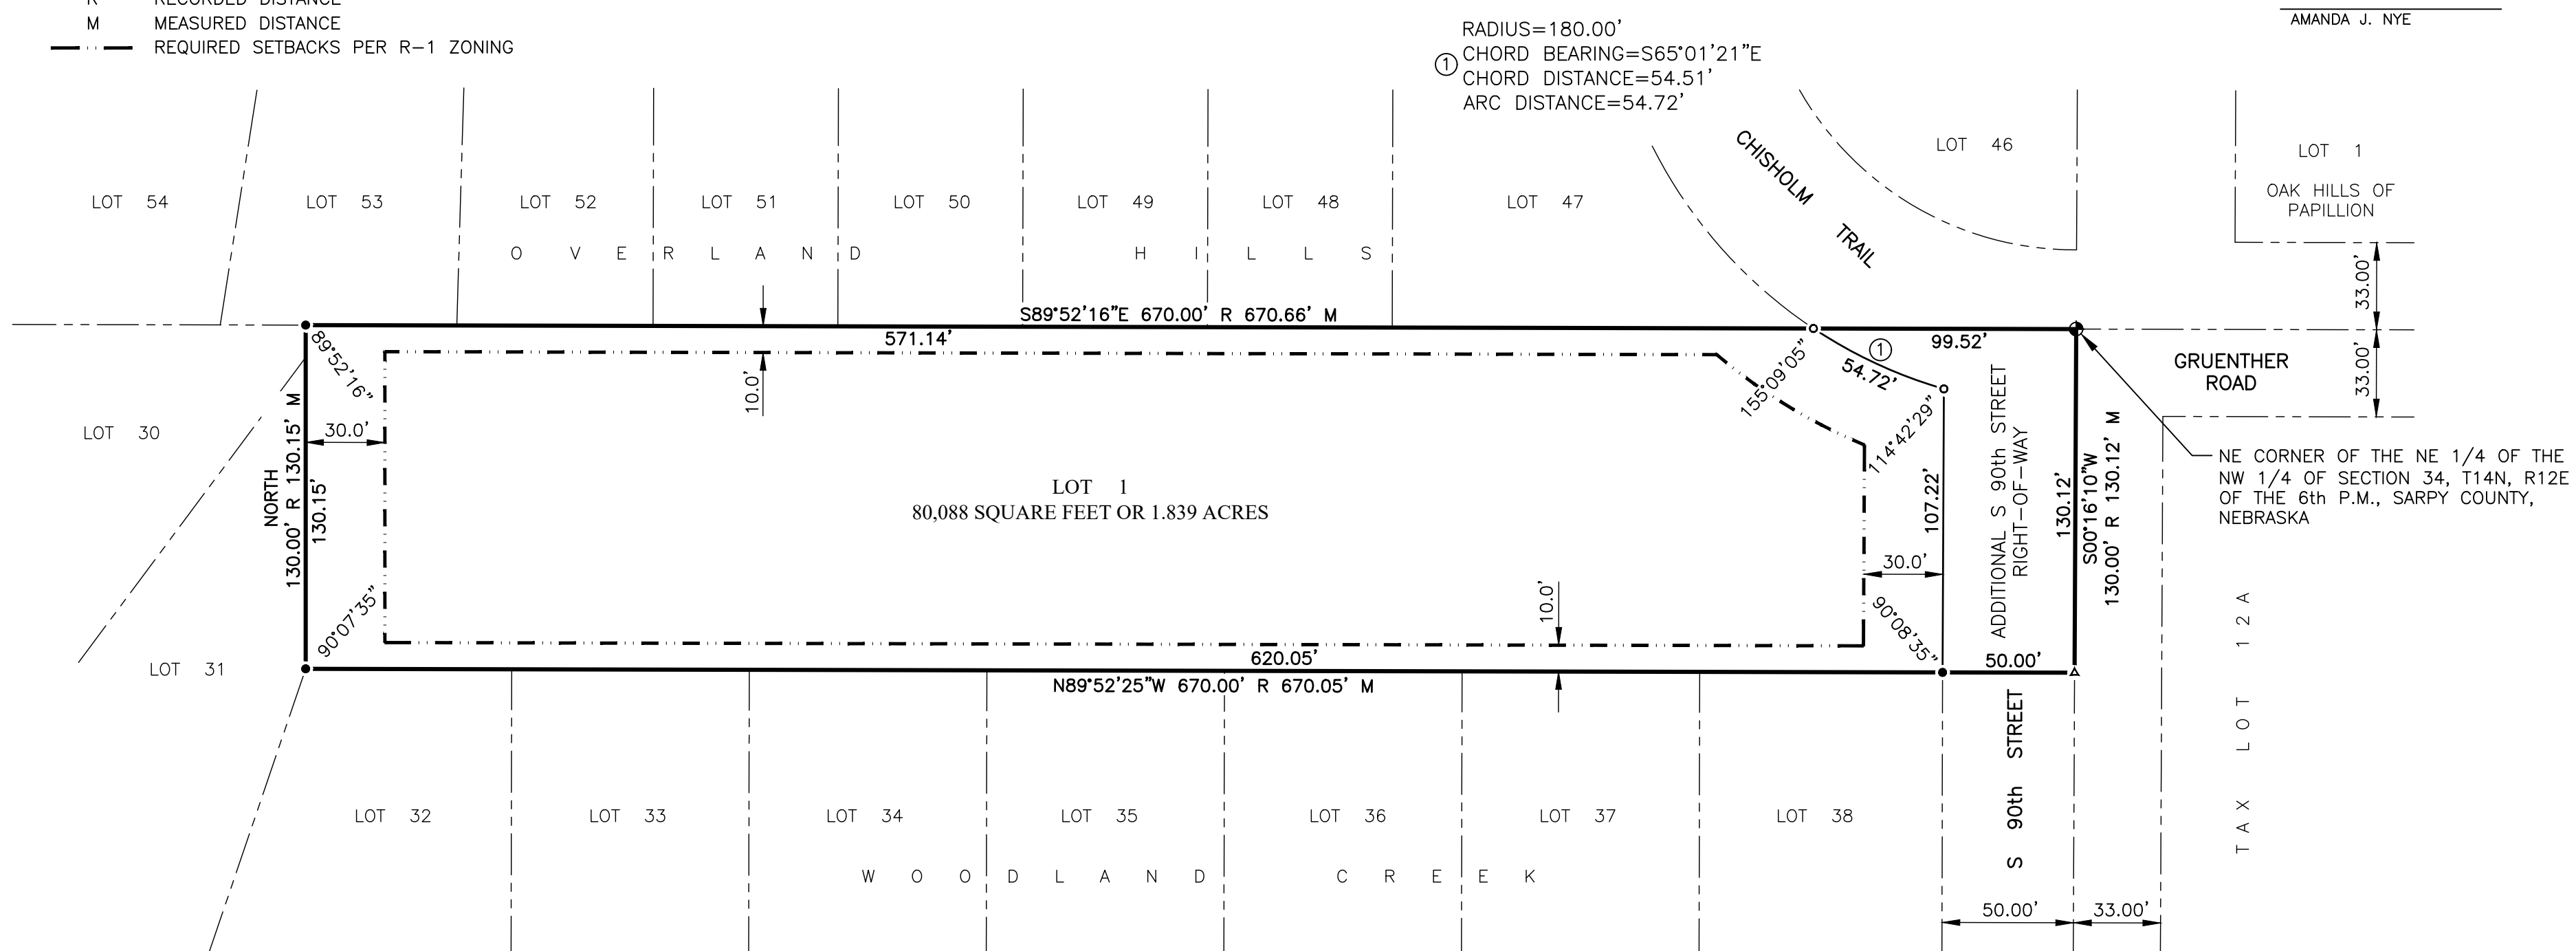 R RECORDED DISTANCE
M MEASURED DISTANCE
REQUIRED SETBACKS PER R-1 ZONING
AMANDA J. NYE
RADIUS=180.00'
1 CHORD BEARING=S65°01'21"E
CHORD DISTANCE=54.51'
ARC DISTANCE=54.72'
CHISHOLM TRAIL
LOT 46
LOT 1
OAK HILLS OF
PAPILLION
LOT 54
LOT 53
LOT 52
LOT 51
LOT 50
LOT 49
LOT 48
LOT 47
OVERLAND HILLS
33.00'
33.00'
S89°52'16"E 670.00' R 670.66' M
571.14'
99.52'
1
54.72'
GRUENTHER
ROAD
89°52'16"
10.0'
155°09'05"
114°42'29"
LOT 30
30.0'
NORTH
130.00' R 130.15' M
130.15'
LOT 1
80,088 SQUARE FEET OR 1.839 ACRES
107.22'
ADDITIONAL S 90th STREET
RIGHT-OF-WAY
130.12'
S00°16'10"W
130.00' R 130.12' M
NE CORNER OF THE NE 1/4 OF THE
NW 1/4 OF SECTION 34, T14N, R12E
OF THE 6th P.M., SARPY COUNTY,
NEBRASKA
30.0'
10.0'
90°07'35"
90°08'35"
LOT 31
620.05'
50.00'
N89°52'25"W 670.00' R 670.05' M
TAX LOT 12A
S 90th STREET
LOT 32
LOT 33
LOT 34
LOT 35
LOT 36
LOT 37
LOT 38
WOODLAND CREEK
50.00'
33.00'